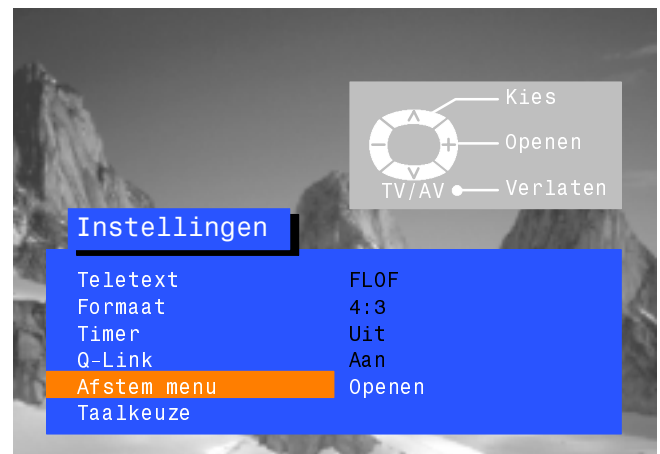 Kies
Openen
TV/AV Verlaten
Instellingen
Teletext FLOF
Formaat 4:3
Timer Uit
Q-Link Aan
Afstem menu Openen
Taalkeuze